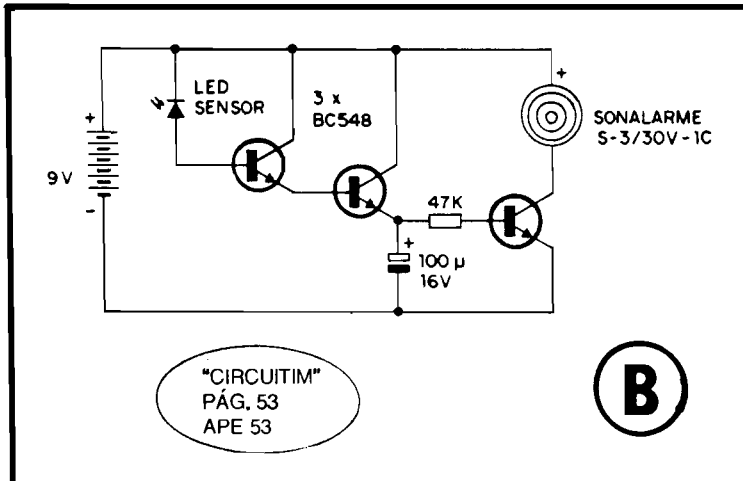 LED
SENSOR
3 x
BC548
+
SONALARME
S-3/30V-1C
+
9V
-
47K
+
100 µ
16V
"CIRCUITIM"
PÁG. 53
APE 53
B